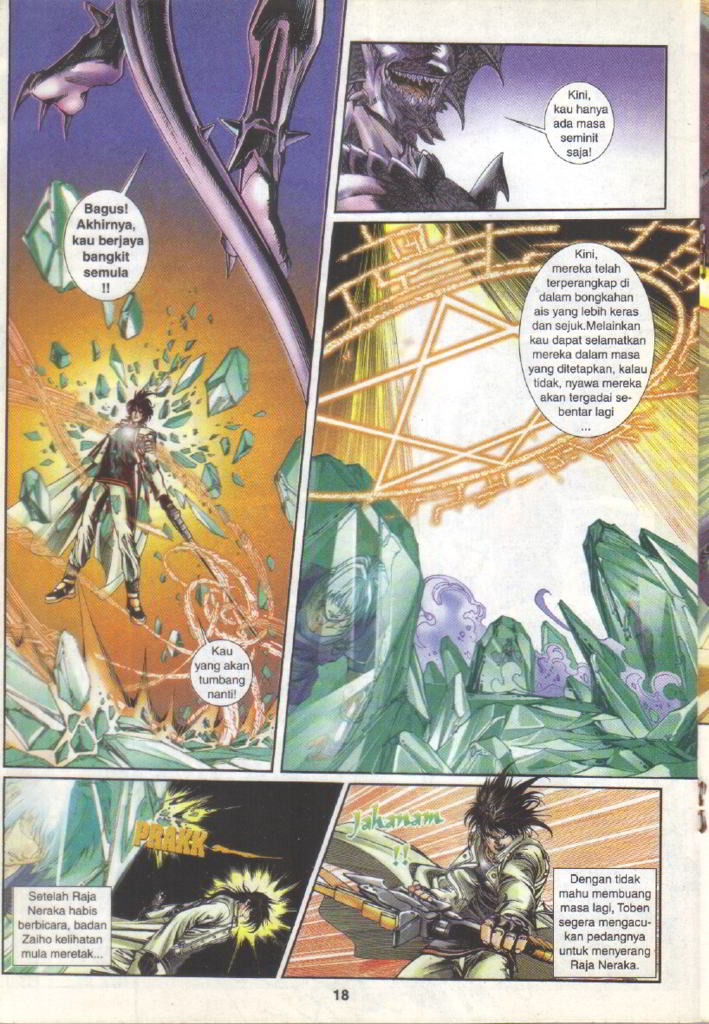 Bagus!
Akhirnya,
kau berjaya
bangkit
semula
!!
Kau
yang akan
tumbang
nanti!
Kini,
kau hanya
ada masa
seminit
saja!
Kini,
mereka telah
terperangkap di
dalam bongkahan
ais yang lebih keras
dan sejuk.Melainkan
kau dapat selamatkan
mereka dalam masa
yang ditetapkan, kalau
tidak, nyawa mereka
akan tergadai se-
bentar lagi
...
PRAKK
Setelah Raja
Neraka habis
berbicara, badan
Zaiho kelihatan
mula meretak...
Jahanam
!!
Dengan tidak
mahu membuang
masa lagi, Toben
segera mengacu-
kan pedangnya
untuk menyerang
Raja Neraka.
18